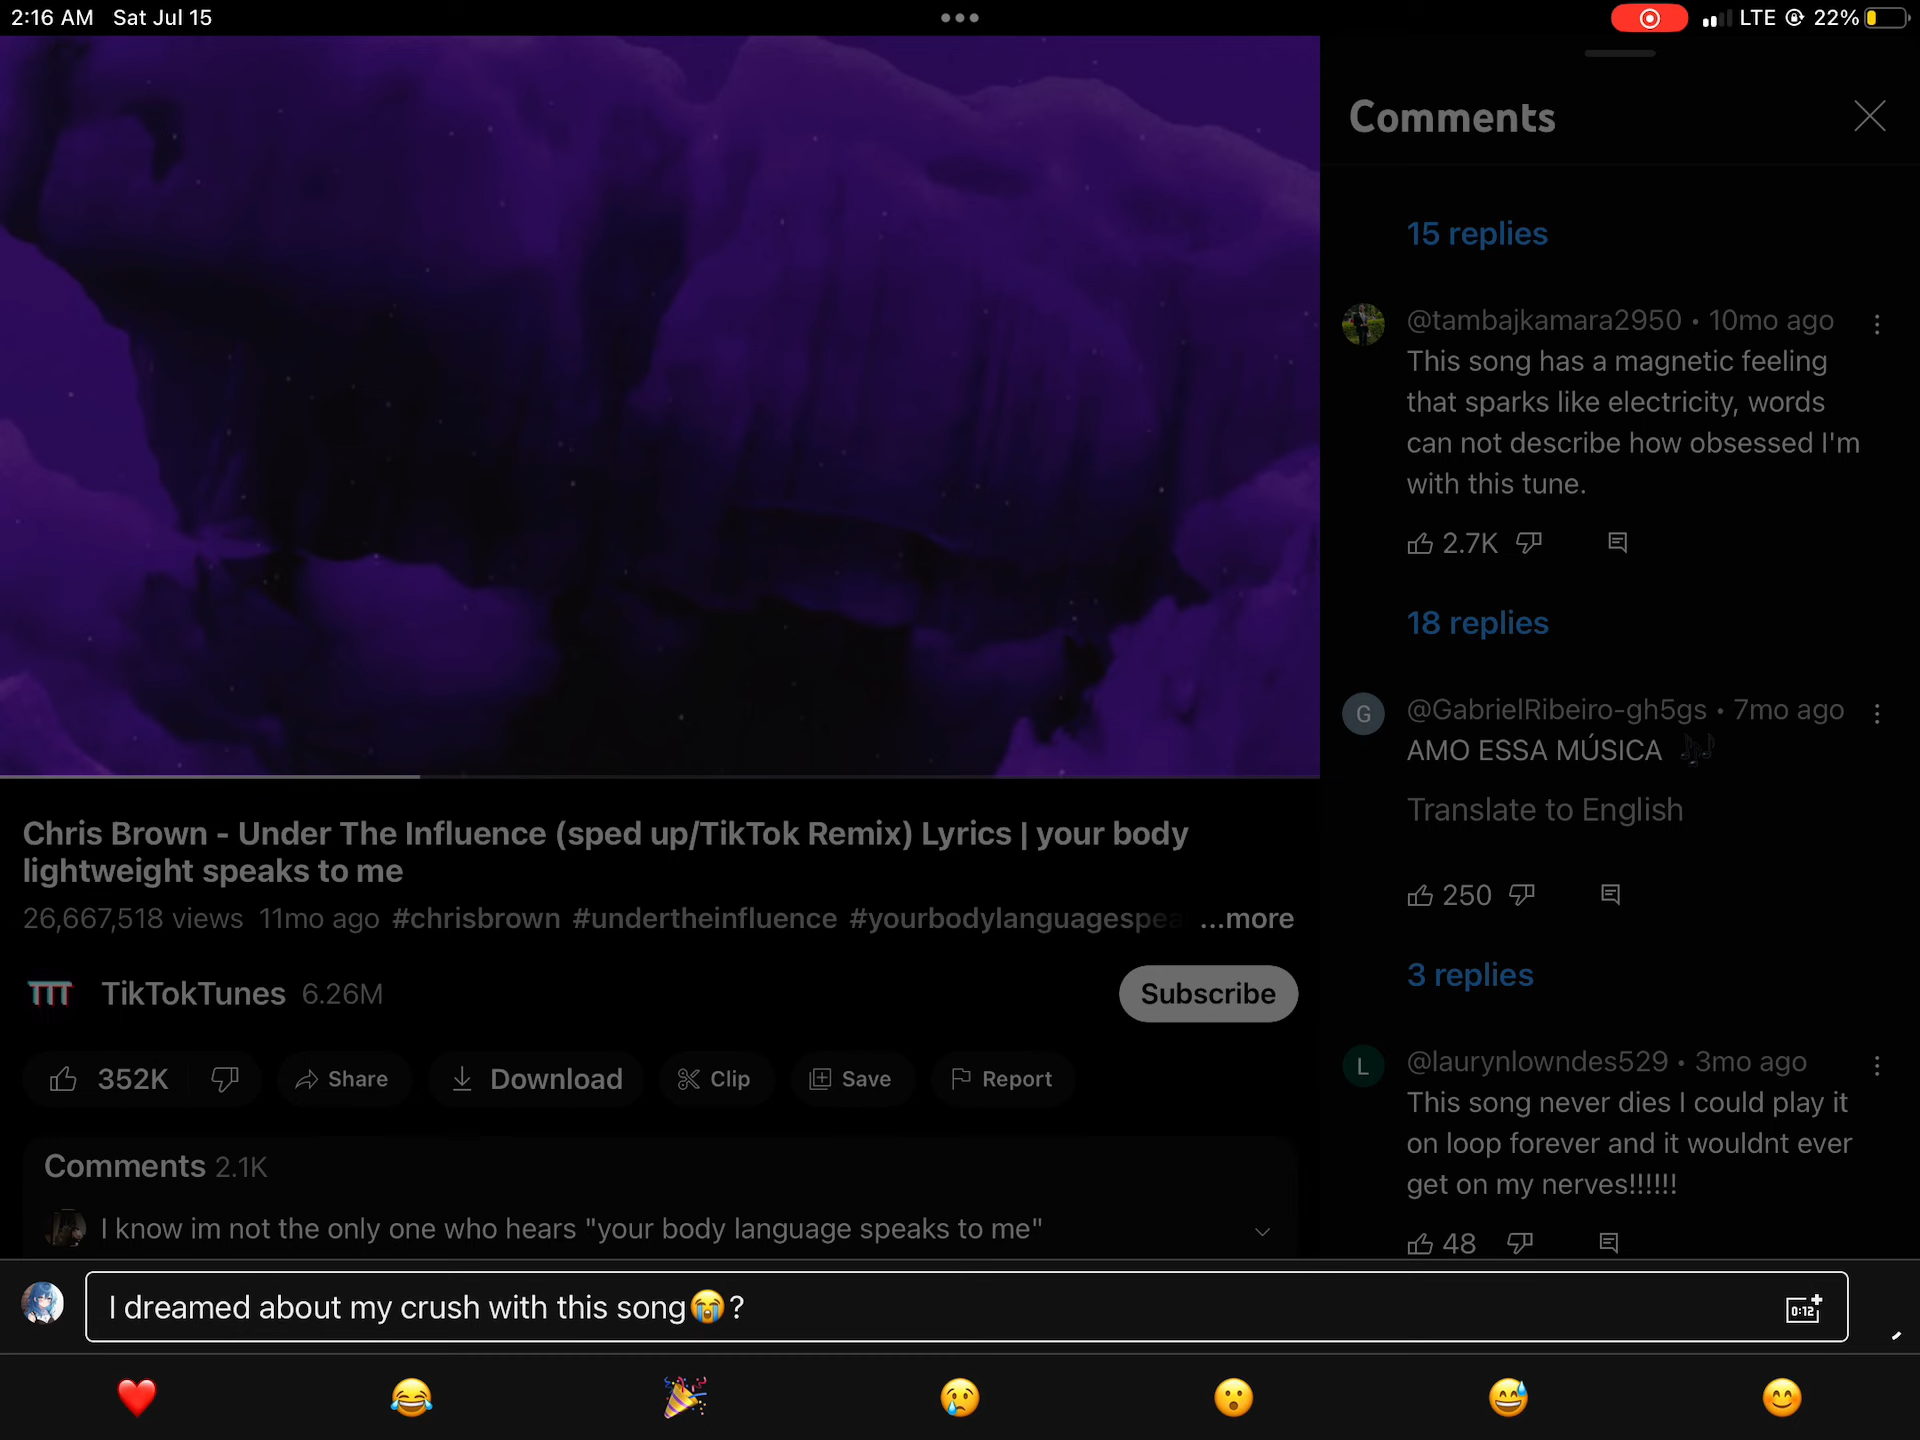 2:16 AM Sat Jul 15
LTE 22%
Comments
15 replies
@tambajkamara2950 • 10mo ago
This song has a magnetic feeling
that sparks like electricity, words
can not describe how obsessed I'm
with this tune.
2.7K
18 replies
G @GabrielRibeiro-gh5gs • 7mo ago
AMO ESSA MÚSICA 🎶
Translate to English
250
3 replies
L @laurynlowndes529 • 3mo ago
This song never dies I could play it
on loop forever and it wouldnt ever
get on my nerves!!!!!!
48
Chris Brown - Under The Influence (sped up/TikTok Remix) Lyrics | your body
lightweight speaks to me
26,667,518 views 11mo ago #chrisbrown #undertheinfluence #yourbodylanguagespea ...more
TTT TikTokTunes 6.26M Subscribe
352K Share Download Clip Save Report
Comments 2.1K
I know im not the only one who hears "your body language speaks to me"
I dreamed about my crush with this song😭? 0:12
❤️ 😂 🎉 😢 😮 😅 😊